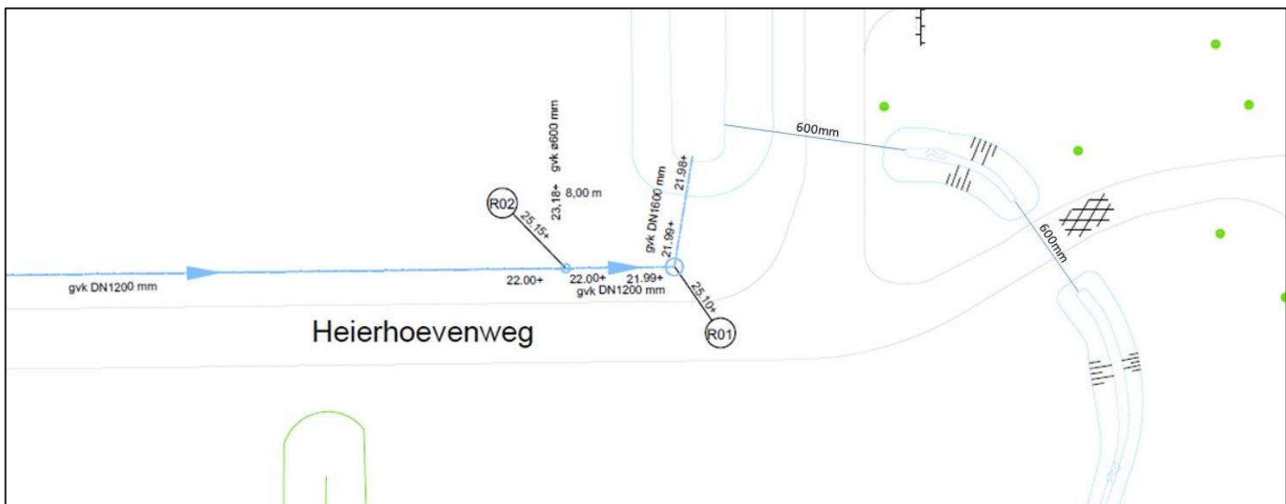 600mm
gvk ø600 mm
23,18+ 8,00 m
R02
25.15+
gvk DN1600 mm
21.98+
21.99+
600mm
gvk DN1200 mm
22.00+
22.00+
21.99+
gvk DN1200 mm
25.10+
R01
Heierhoevenweg